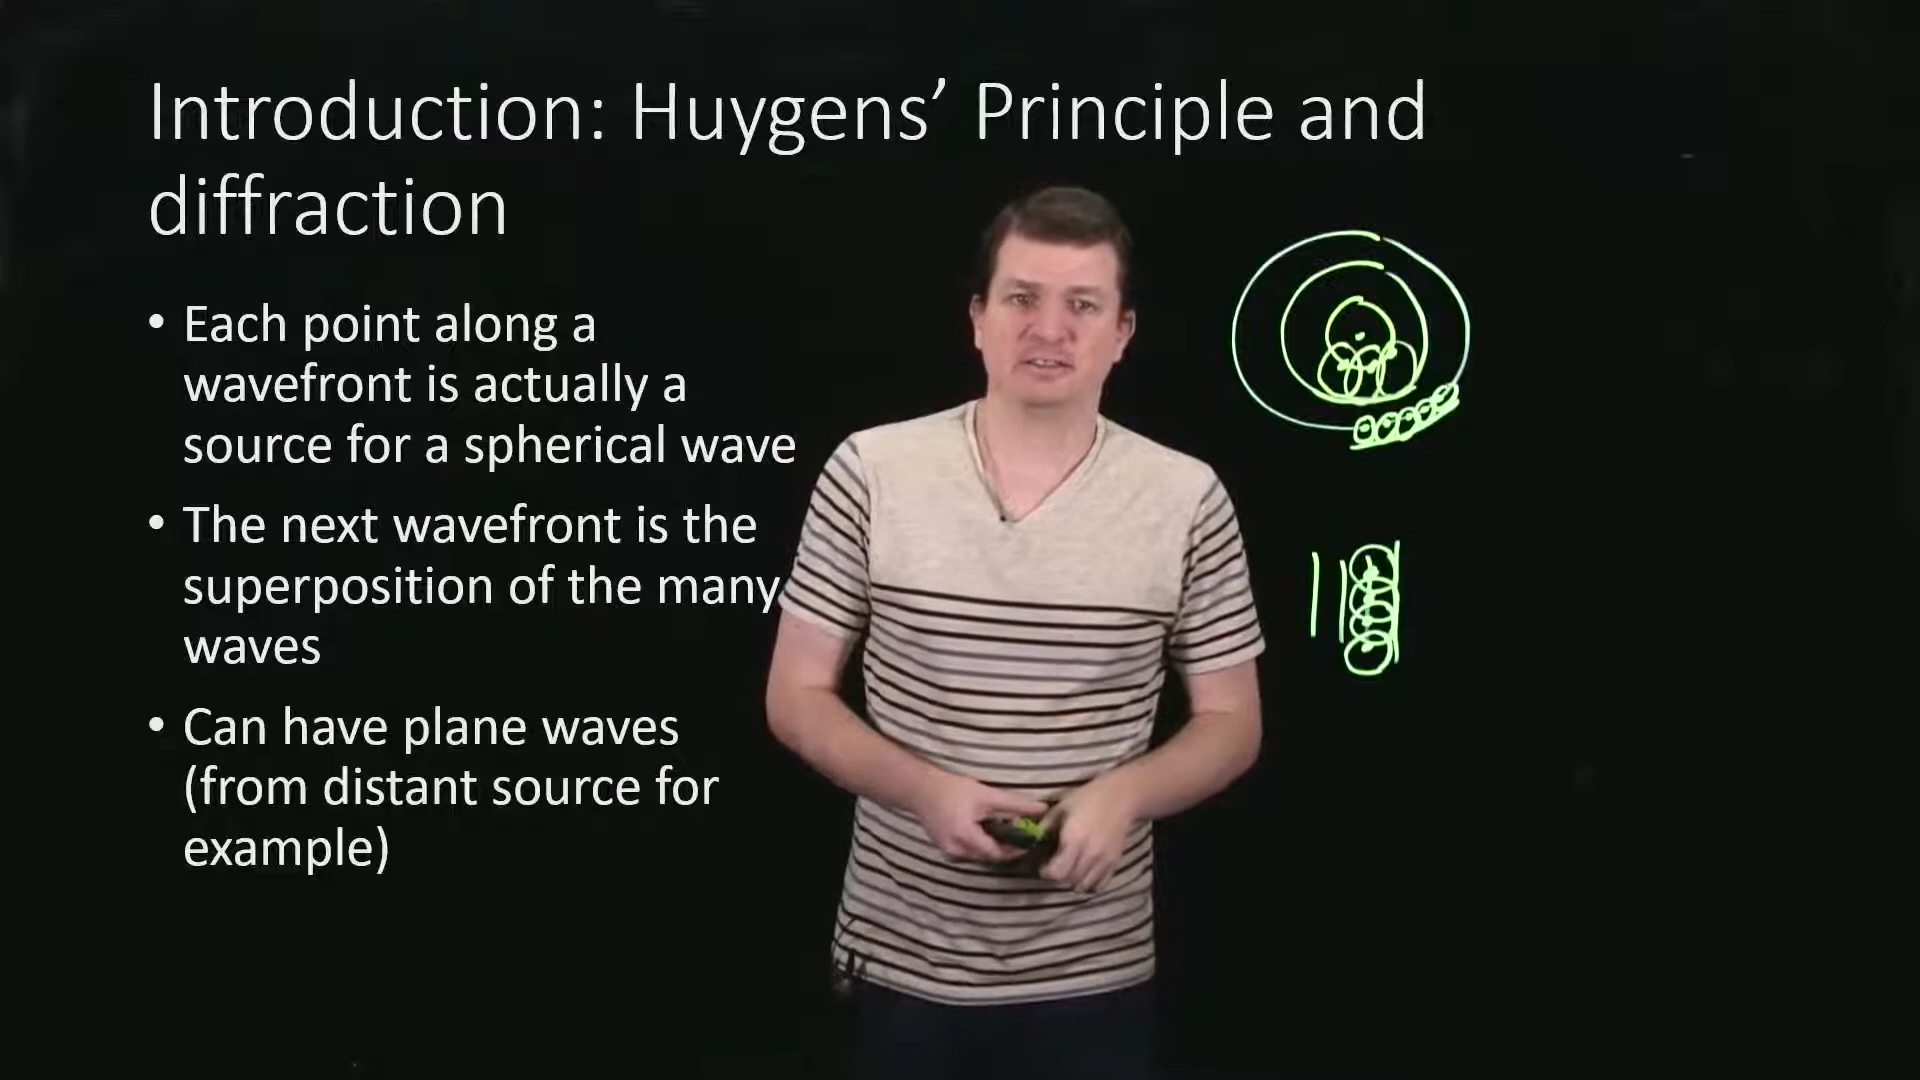 Introduction: Huygens’ Principle and
diffraction
• Each point along a
wavefront is actually a
source for a spherical wave
• The next wavefront is the
superposition of the many
waves
• Can have plane waves
(from distant source for
example)